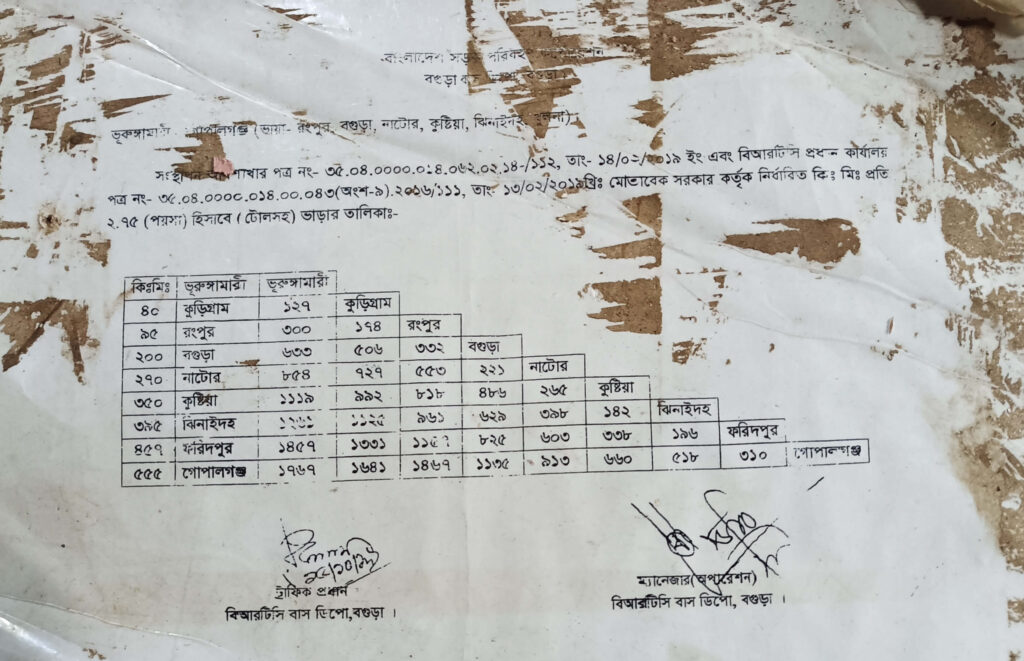 বাংলাদেশ সড়ক পরিবহন
বগুড়া বাস ডিপো, বগুড়া ।
ভূরুঙ্গামারী গোপালগঞ্জ (ভায়া- রংপুর, বগুড়া, নাটোর, কুষ্টিয়া, ঝিনাইদহ,
পত্র নং- ৩৫.০৪.০০০০.০১৪.০৬২.০২.১৪-/১১২, তাং- ১৪/০২/২০১৯ ইং এবং বিআরটিসি প্রধান কার্যালয়
পত্র নং- ৩৫.০৪.০০০০.০১৪.০০.০৪৩(অংশ-৯).২০১৬/১১১, তাং ১৩/০২/২০১৯খ্রিঃ মোতাবেক সরকার কর্তৃক নির্ধারিত কিঃ মিঃ প্রতি
২.৭৫ (পয়সা) হিসাবে (টোলসহ) ভাড়ার তালিকাঃ-
কিঃমিঃ ভূরুঙ্গামারী ভূরুঙ্গামারী
৪০ কুড়িগ্রাম ১২৭ কুড়িগ্রাম
৯৫ রংপুর ৩০০ ১৭৪ রংপুর
২০০ বগুড়া ৬৩৩ ৫০৬ ৩৩২ বগুড়া
২৭০ নাটোর ৮৫৪ ৭২৭ ৫৫৩ ২২১ নাটোর
৩৫০ কুষ্টিয়া ১১১৯ ৯৯২ ৮১৮ ৪৮৬ ২৬৫ কুষ্টিয়া
৩৯৫ ঝিনাইদহ ১২৬১ ১১৩৫ ৯৬১ ৬২৯ ৩৯৮ ১৪২ ঝিনাইদহ
৪৫৭ ফরিদপুর ১৪৫৭ ১৩৩১ ১১৫৭ ৮২৫ ৬০৩ ৩৩৮ ১৯৬ ফরিদপুর
৫৫৫ গোপালগঞ্জ ১৭৬৭ ১৬৪১ ১৪৬৭ ১১৩৫ ৯১৩ ৬৬০ ৫১৮ ৩১০ গোপালগঞ্জ
ট্রাফিক প্রধান
বিআরটিসি বাস ডিপো,বগুড়া ।
ম্যানেজার(অপারেশন)
বিআরটিসি বাস ডিপো, বগুড়া ।